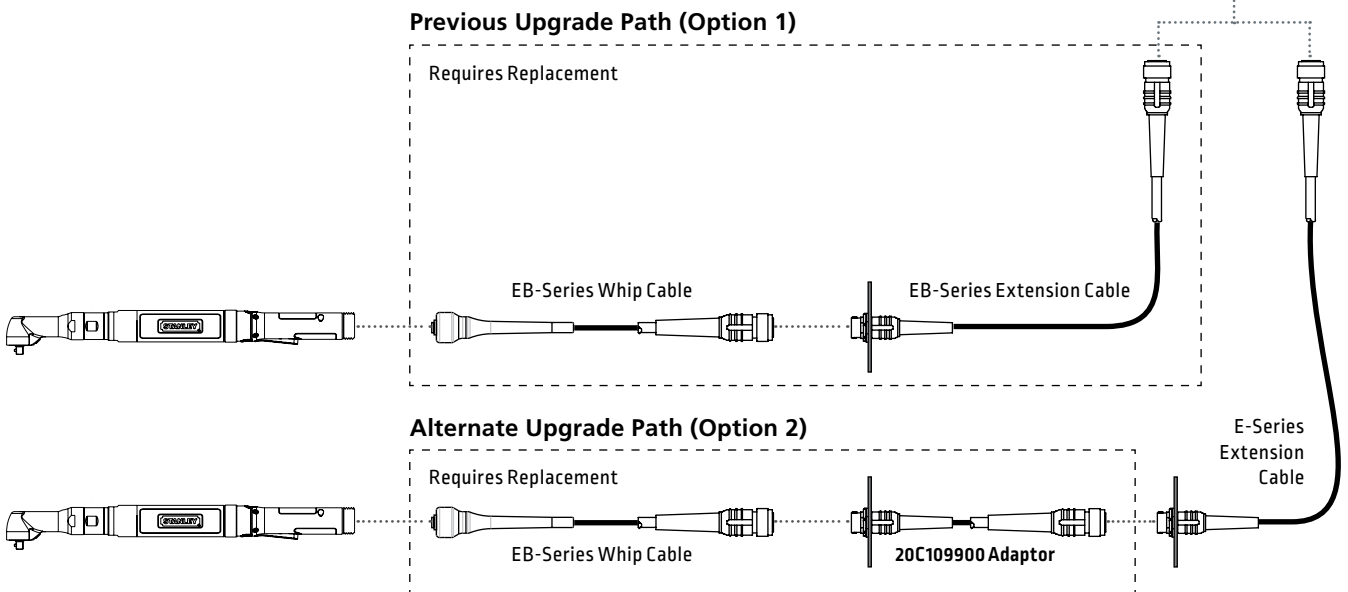 Previous Upgrade Path (Option 1)
Requires Replacement
EB-Series Whip Cable
EB-Series Extension Cable
STANLEY
Alternate Upgrade Path (Option 2)
E-Series
Extension
Cable
Requires Replacement
STANLEY
EB-Series Whip Cable
20C109900 Adaptor